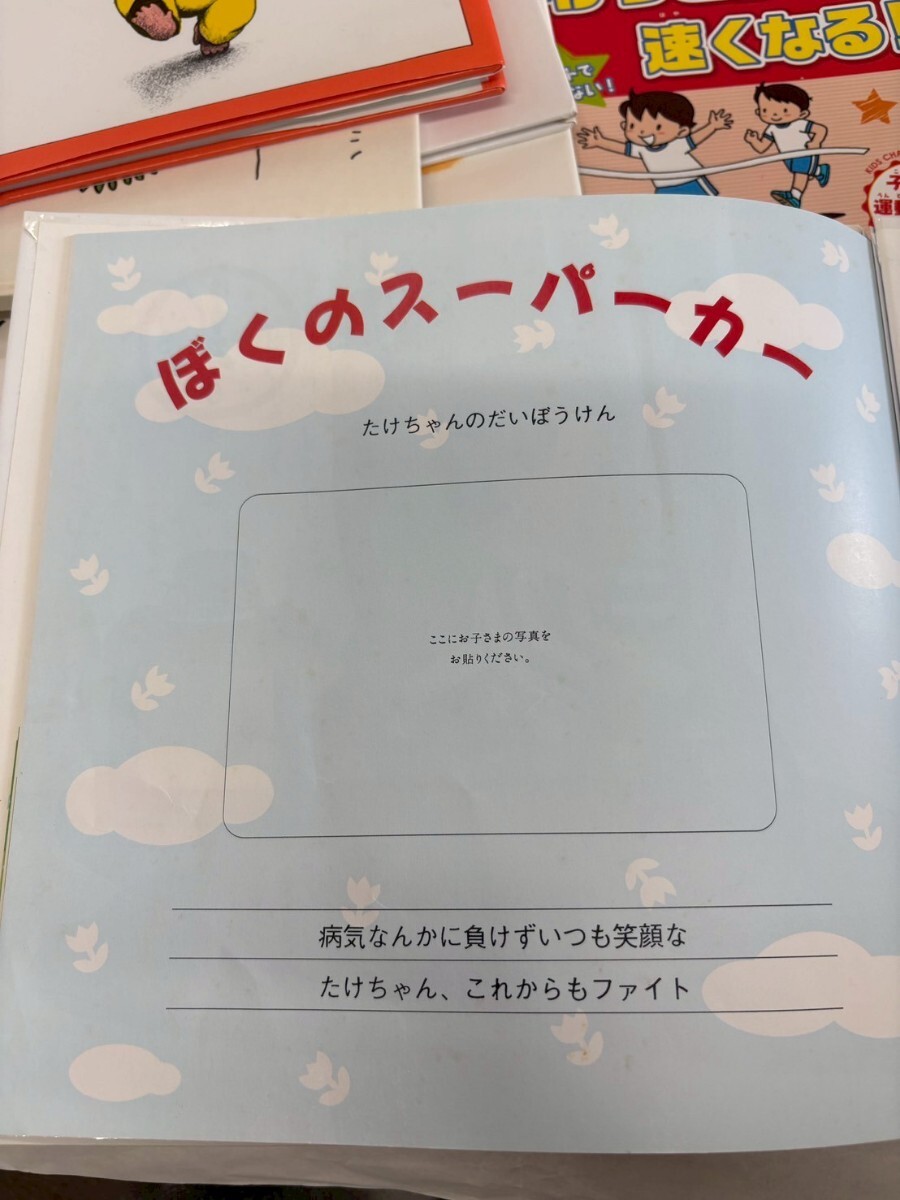 速くなる!
ぼくのスーパーカー
たけちゃんのだいぼうけん
ここにお子さまの写真を
お貼りください。
病気なんかに負けずいつも笑顔な
たけちゃん、これからもファイト